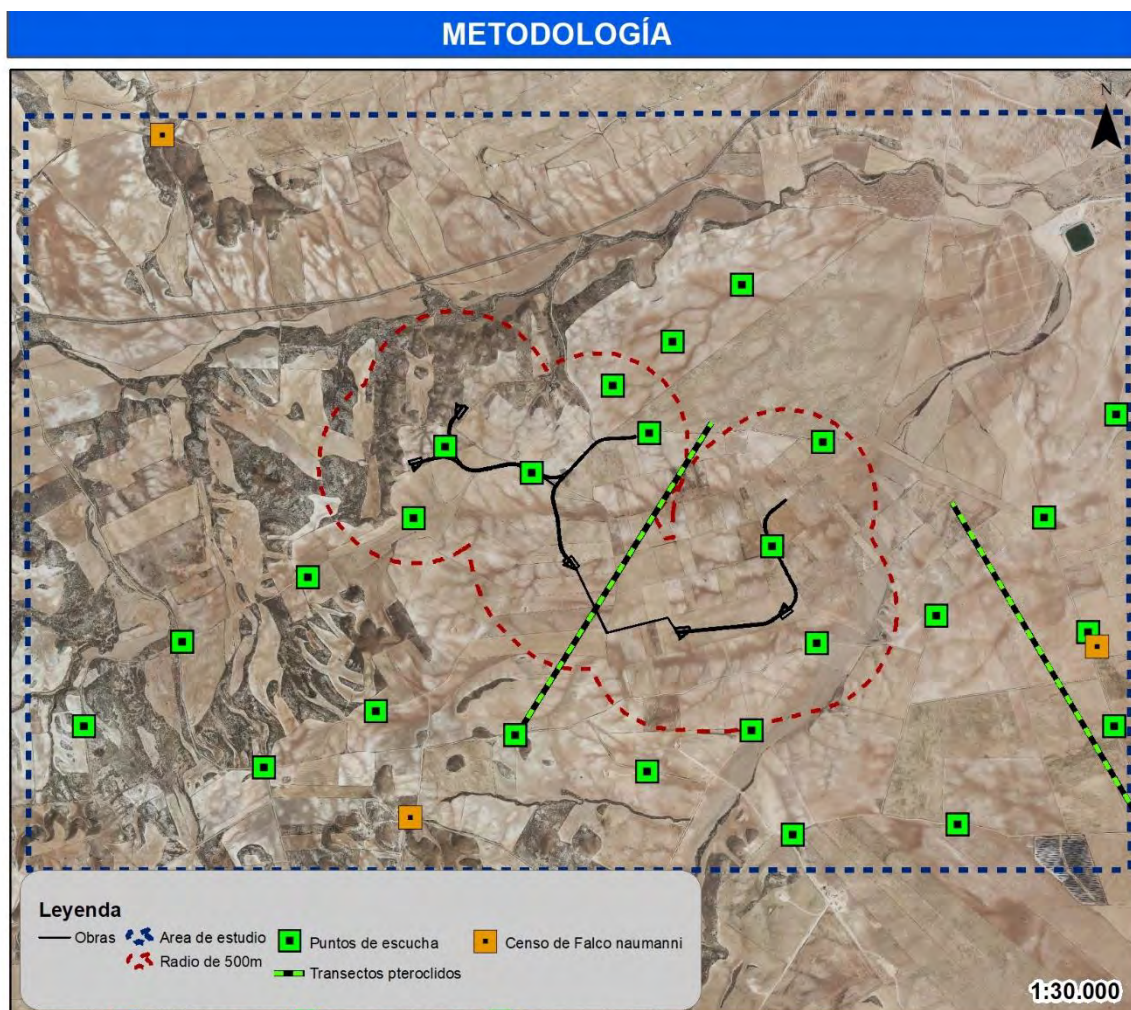 METODOLOGÍA
N
Leyenda
Obras
Area de estudio
Radio de 500m
Puntos de escucha
Transectos pteroclidos
Censo de Falco naumanni
1:30.000